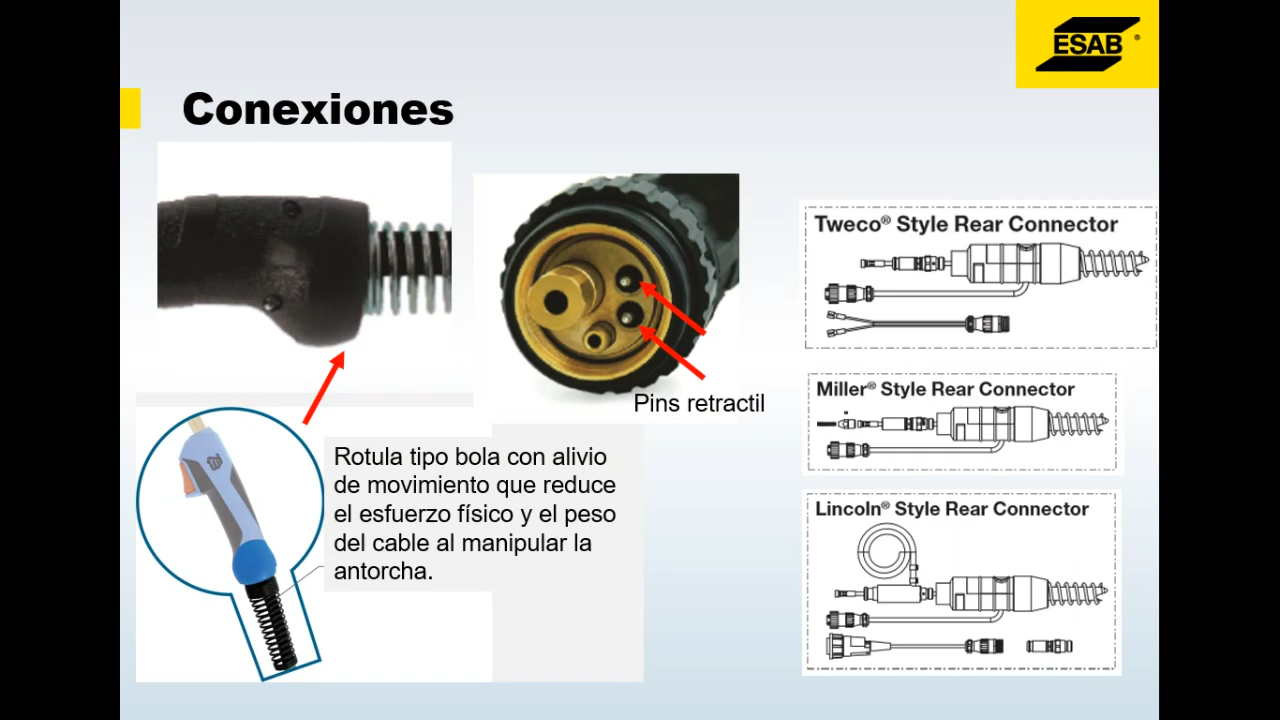 ESAB
Conexiones
Pins retractil
Rotula tipo bola con alivio
de movimiento que reduce
el esfuerzo físico y el peso
del cable al manipular la
antorcha.
Tweco® Style Rear Connector
Miller® Style Rear Connector
Lincoln® Style Rear Connector